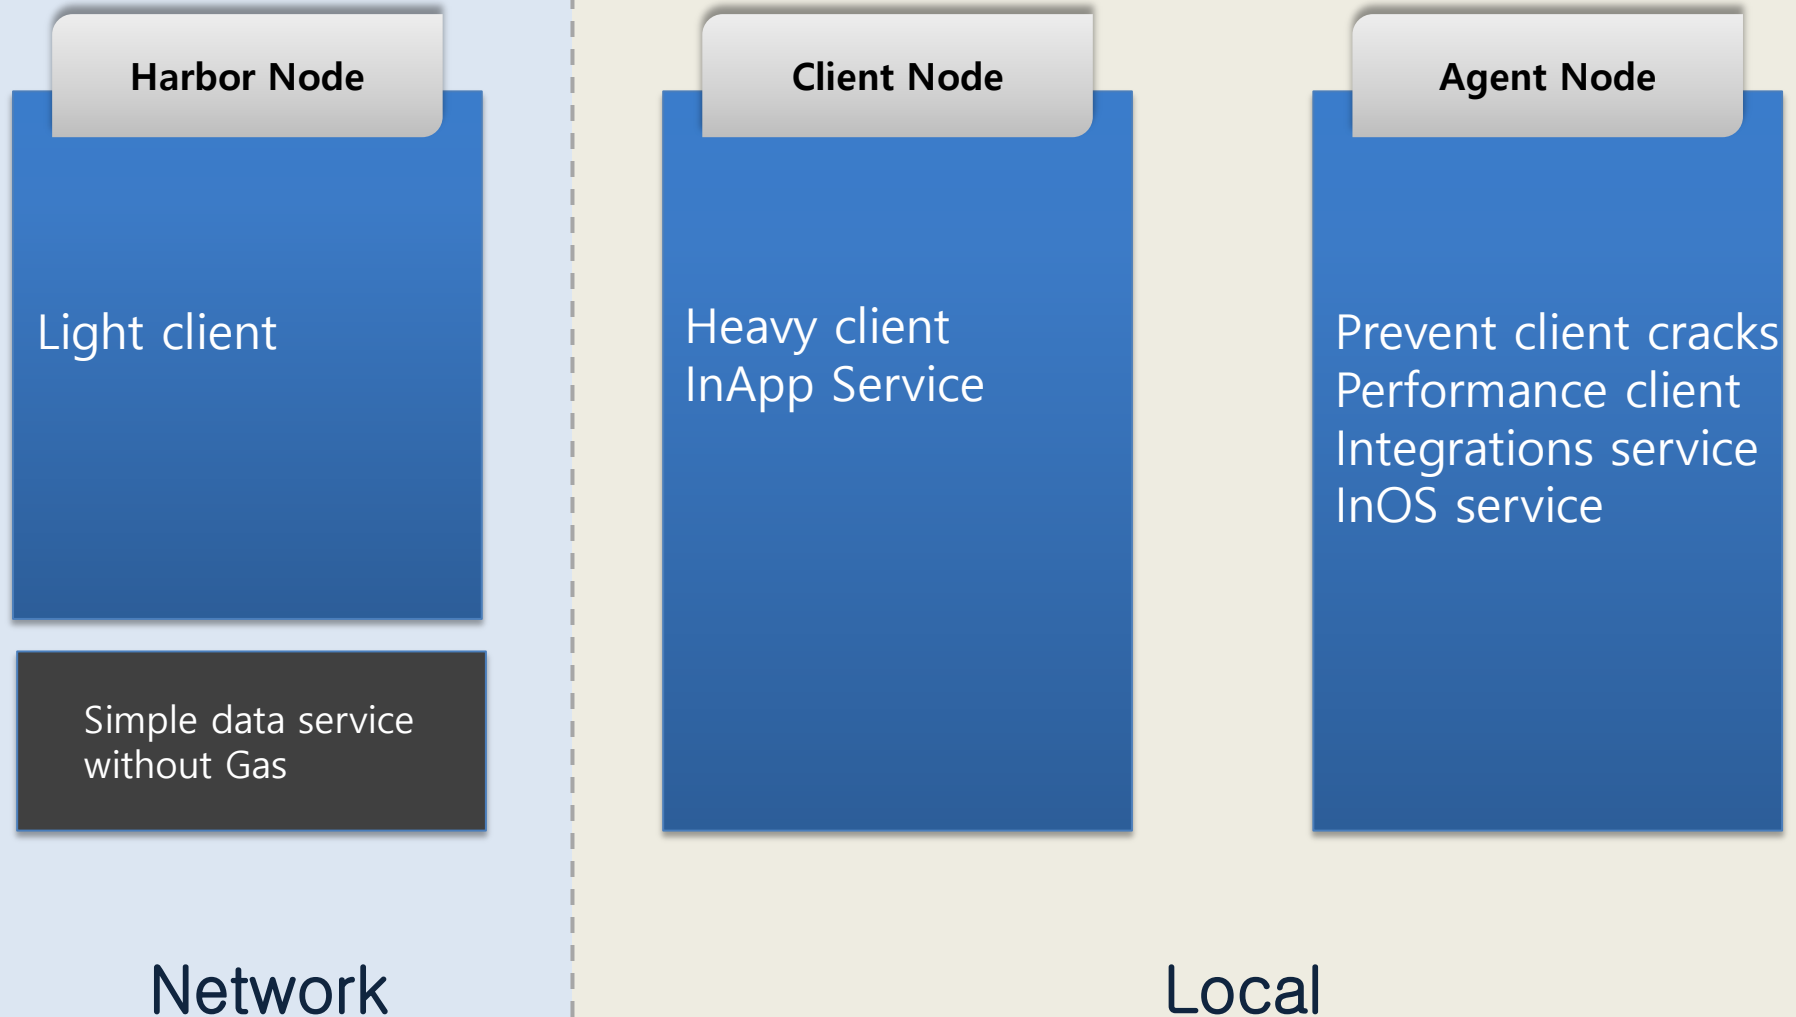 Harbor Node
Light client
Simple data service
without Gas
Network
Client Node
Heavy client
InApp Service
Agent Node
Prevent client cracks
Performance client
Integrations service
InOS service
Local